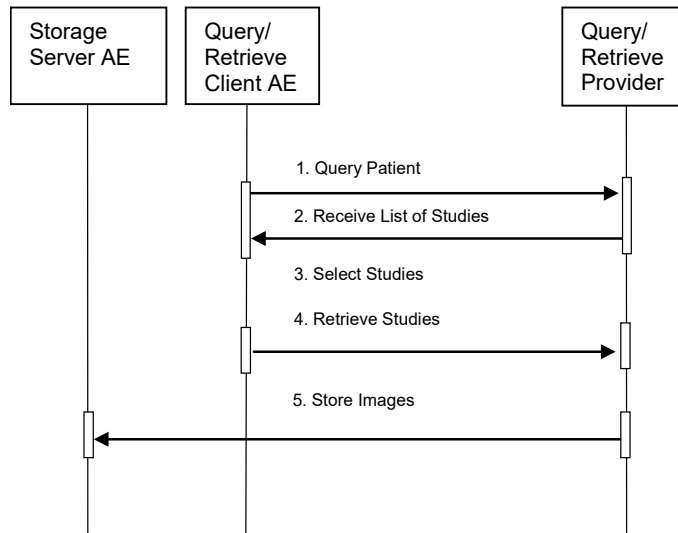 Storage
Server AE
Query/
Retrieve
Client AE
Query/
Retrieve
Provider
1. Query Patient
2. Receive List of Studies
3. Select Studies
4. Retrieve Studies
5. Store Images